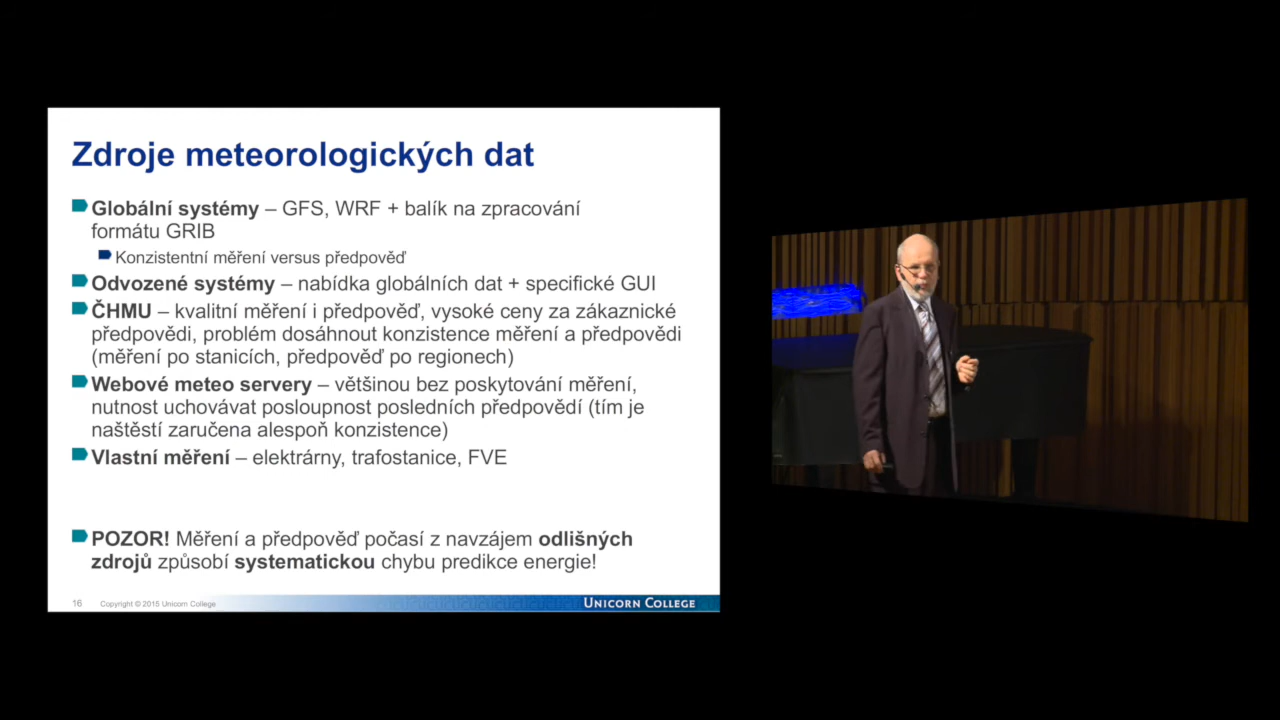 Zdroje meteorologických dat
Globální systémy – GFS, WRF + balík na zpracování
formátu GRIB
Konzistentní měření versus předpověď
Odvozené systémy – nabídka globálních dat + specifické GUI
ČHMU – kvalitní měření i předpověď, vysoké ceny za zákaznické
předpovědi, problém dosáhnout konzistence měření a předpovědi
(měření po stanicích, předpověď po regionech)
Webové meteo servery – většinou bez poskytování měření,
nutnost uchovávat posloupnost posledních předpovědí (tím je
naštěstí zaručena alespoň konzistence)
Vlastní měření – elektrárny, trafostanice, FVE
POZOR! Měření a předpověď počasí z navzájem odlišných
zdrojů způsobí systematickou chybu predikce energie!
16 Copyright © 2015 Unicorn College
UNICORN COLLEGE